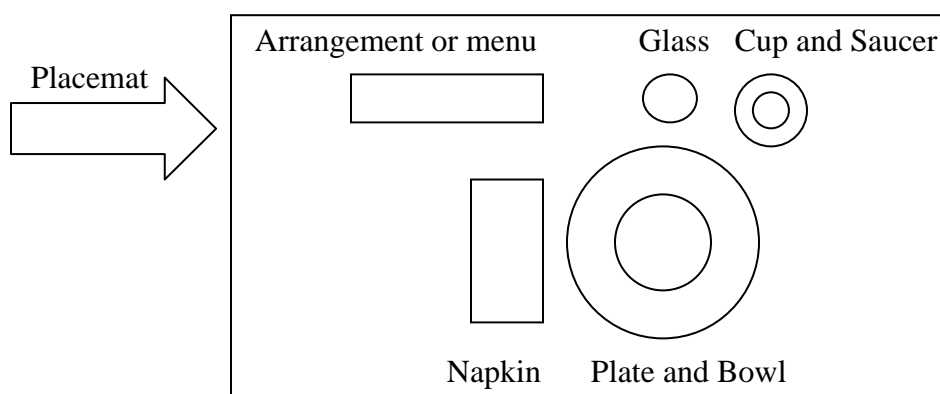 Arrangement or menu Glass Cup and Saucer
Placemat
Napkin Plate and Bowl